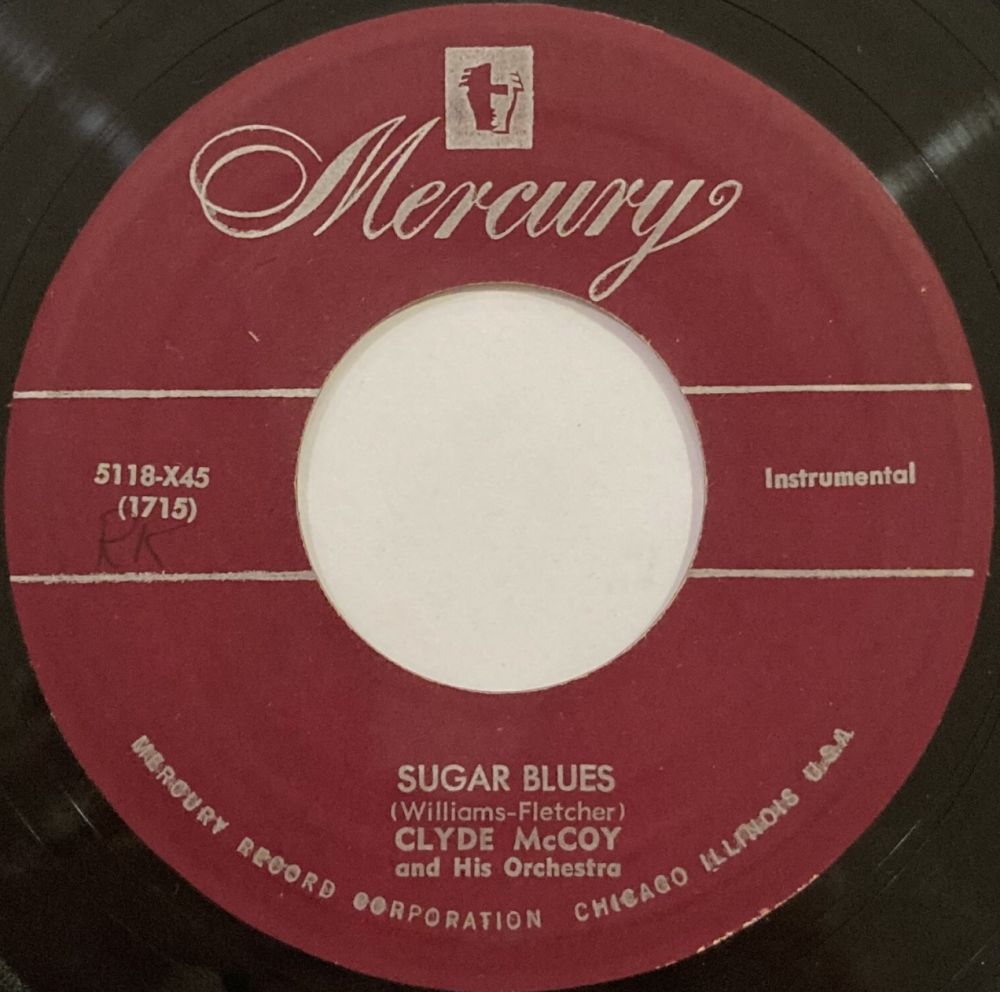 Mercury
5118-X45
(1715)
RK
Instrumental
SUGAR BLUES
(Williams-Fletcher)
CLYDE McCOY
and His Orchestra
MERCURY RECORD CORPORATION CHICAGO ILLINOIS U.S.A